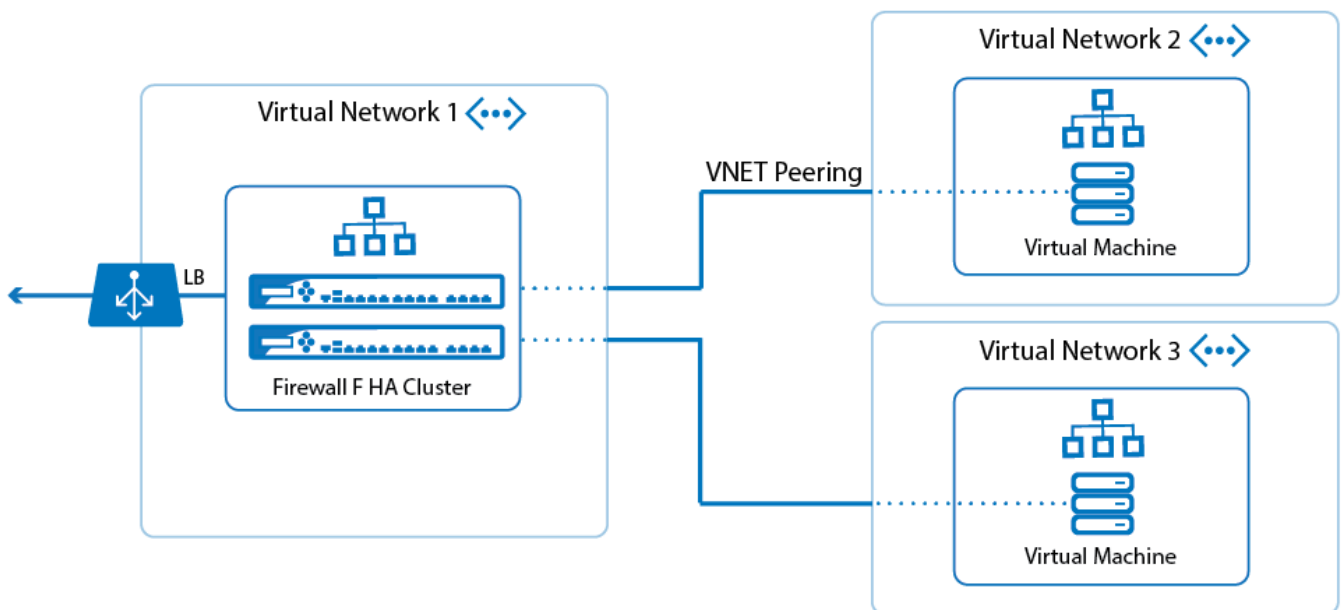 Virtual Network 1
LB
Firewall F HA Cluster
VNET Peering
Virtual Network 2
Virtual Machine
Virtual Network 3
Virtual Machine